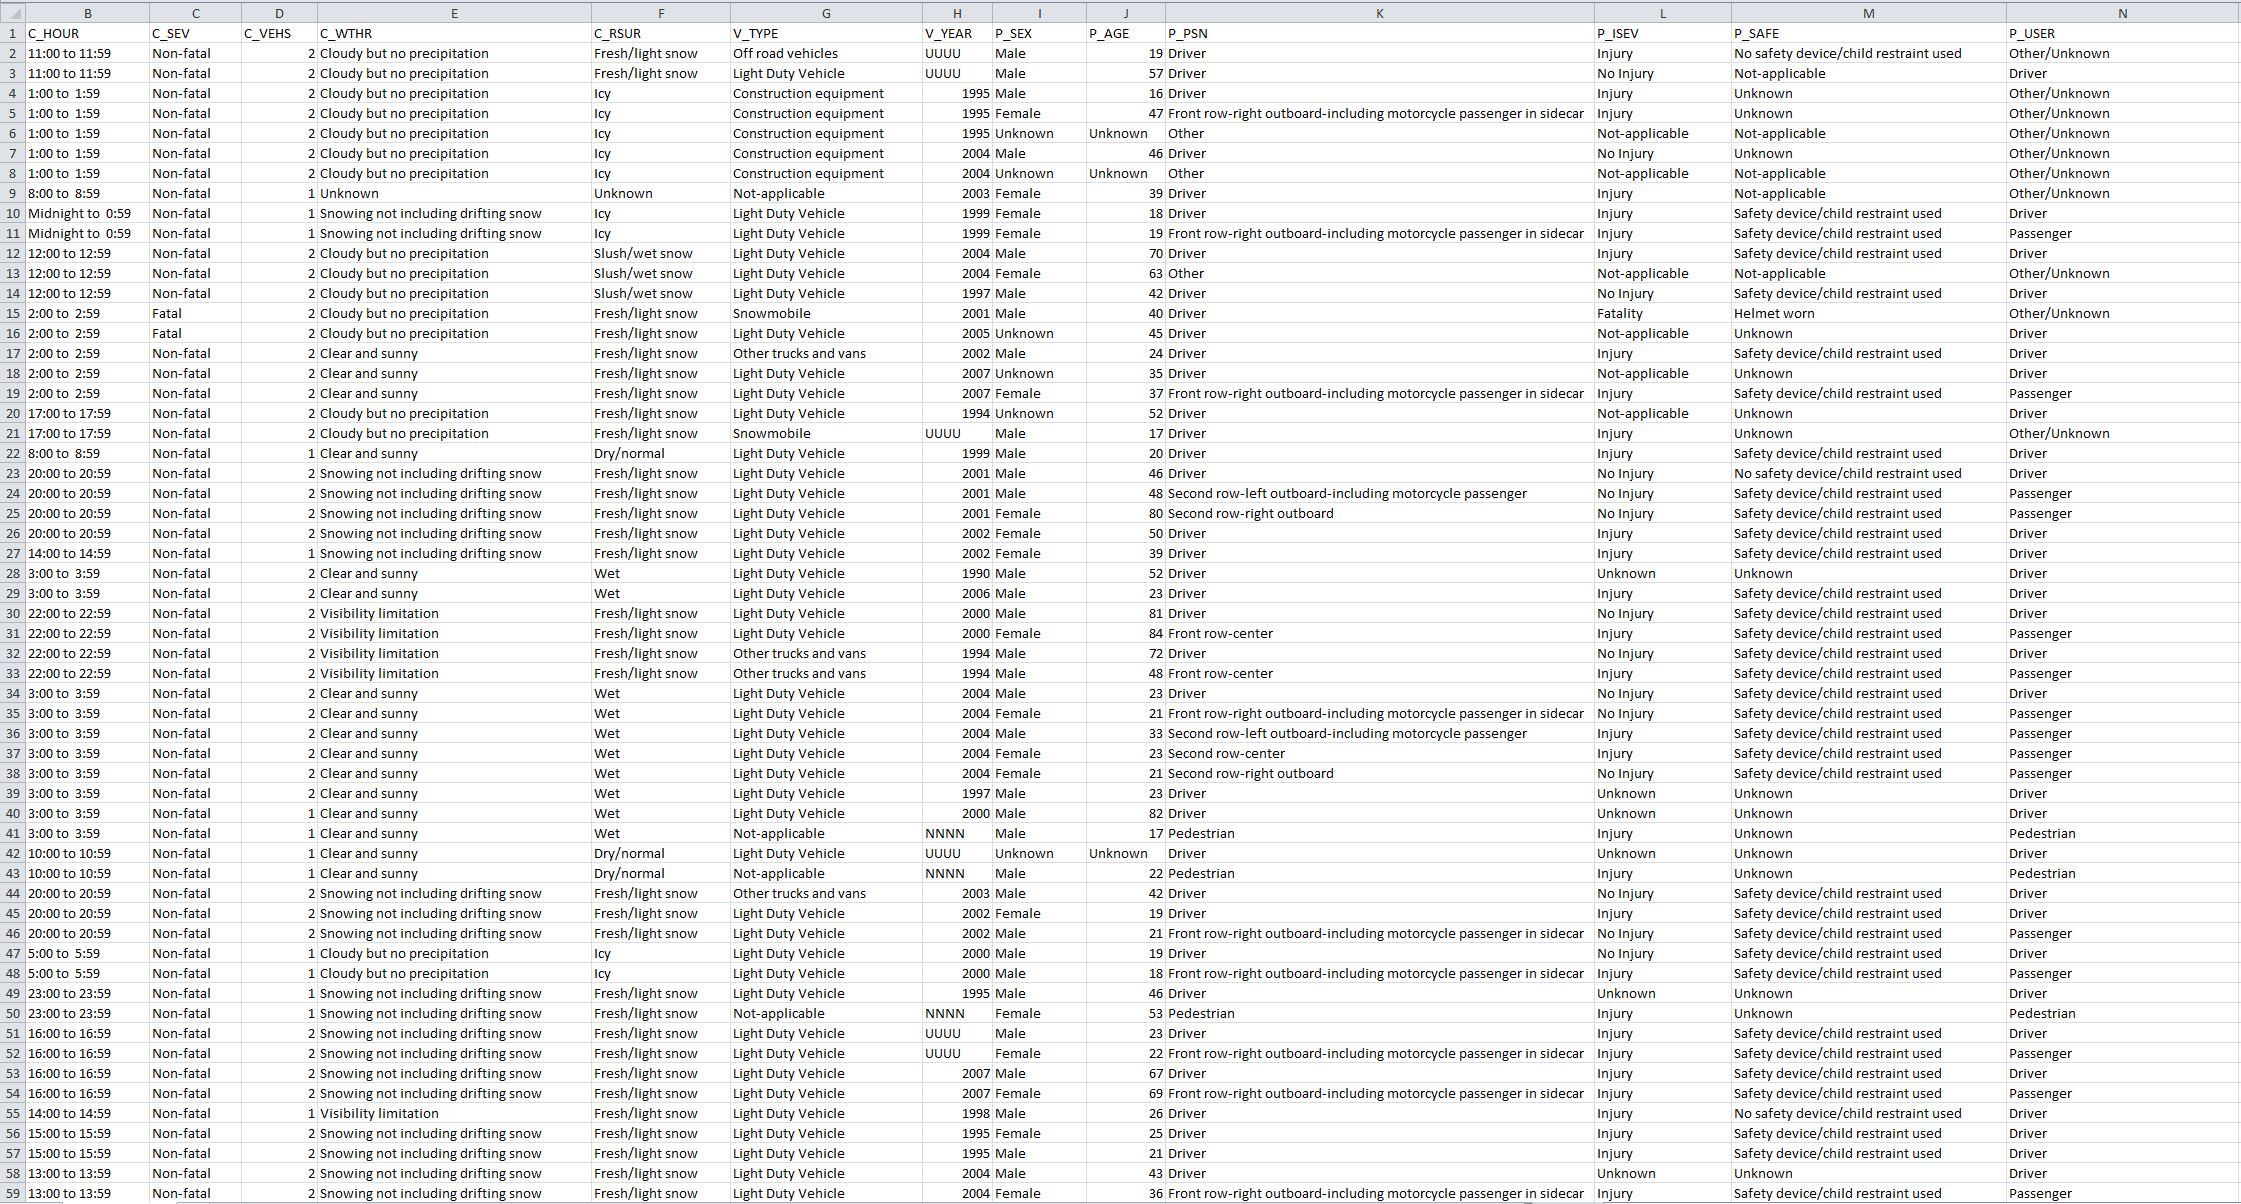 B C D E F G H I J K L M N
1 C_HOUR C_SEV C_VEHS C_WTHR C_RSUR V_TYPE V_YEAR P_SEX P_AGE P_PSN P_ISEV P_SAFE P_USER
2 11:00 to 11:59 Non-fatal 2 Cloudy but no precipitation Fresh/light snow Off road vehicles UUUU Male 19 Driver Injury No safety device/child restraint used Other/Unknown
3 11:00 to 11:59 Non-fatal 2 Cloudy but no precipitation Fresh/light snow Light Duty Vehicle UUUU Male 57 Driver No Injury Not-applicable Driver
4 1:00 to 1:59 Non-fatal 2 Cloudy but no precipitation Icy Construction equipment 1995 Male 16 Driver Injury Unknown Other/Unknown
5 1:00 to 1:59 Non-fatal 2 Cloudy but no precipitation Icy Construction equipment 1995 Female 47 Front row-right outboard-including motorcycle passenger in sidecar Injury Unknown Other/Unknown
6 1:00 to 1:59 Non-fatal 2 Cloudy but no precipitation Icy Construction equipment 1995 Unknown Unknown Other Not-applicable Not-applicable Other/Unknown
7 1:00 to 1:59 Non-fatal 2 Cloudy but no precipitation Icy Construction equipment 2004 Male 46 Driver No Injury Unknown Other/Unknown
8 1:00 to 1:59 Non-fatal 2 Cloudy but no precipitation Icy Construction equipment 2004 Unknown Unknown Other Not-applicable Not-applicable Other/Unknown
9 8:00 to 8:59 Non-fatal 1 Unknown Unknown Not-applicable 2003 Female 39 Driver Injury Not-applicable Other/Unknown
10 Midnight to 0:59 Non-fatal 1 Snowing not including drifting snow Icy Light Duty Vehicle 1999 Female 18 Driver Injury Safety device/child restraint used Driver
11 Midnight to 0:59 Non-fatal 1 Snowing not including drifting snow Icy Light Duty Vehicle 1999 Female 19 Front row-right outboard-including motorcycle passenger in sidecar Injury Safety device/child restraint used Passenger
12 12:00 to 12:59 Non-fatal 2 Cloudy but no precipitation Slush/wet snow Light Duty Vehicle 2004 Male 70 Driver Injury Safety device/child restraint used Driver
13 12:00 to 12:59 Non-fatal 2 Cloudy but no precipitation Slush/wet snow Light Duty Vehicle 2004 Female 63 Other Not-applicable Not-applicable Other/Unknown
14 12:00 to 12:59 Non-fatal 2 Cloudy but no precipitation Slush/wet snow Light Duty Vehicle 1997 Male 42 Driver No Injury Safety device/child restraint used Driver
15 2:00 to 2:59 Fatal 2 Cloudy but no precipitation Fresh/light snow Snowmobile 2001 Male 40 Driver Fatality Helmet worn Other/Unknown
16 2:00 to 2:59 Fatal 2 Cloudy but no precipitation Fresh/light snow Light Duty Vehicle 2005 Unknown 45 Driver Not-applicable Unknown Driver
17 2:00 to 2:59 Non-fatal 2 Clear and sunny Fresh/light snow Other trucks and vans 2002 Male 24 Driver Injury Safety device/child restraint used Driver
18 2:00 to 2:59 Non-fatal 2 Clear and sunny Fresh/light snow Light Duty Vehicle 2007 Unknown 35 Driver Not-applicable Unknown Driver
19 2:00 to 2:59 Non-fatal 2 Clear and sunny Fresh/light snow Light Duty Vehicle 2007 Female 37 Front row-right outboard-including motorcycle passenger in sidecar Injury Safety device/child restraint used Passenger
20 17:00 to 17:59 Non-fatal 2 Cloudy but no precipitation Fresh/light snow Light Duty Vehicle 1994 Unknown 52 Driver Not-applicable Unknown Driver
21 17:00 to 17:59 Non-fatal 2 Cloudy but no precipitation Fresh/light snow Snowmobile UUUU Male 17 Driver Injury Unknown Other/Unknown
22 8:00 to 8:59 Non-fatal 1 Clear and sunny Dry/normal Light Duty Vehicle 1999 Male 20 Driver Injury Safety device/child restraint used Driver
23 20:00 to 20:59 Non-fatal 2 Snowing not including drifting snow Fresh/light snow Light Duty Vehicle 2001 Male 46 Driver No Injury No safety device/child restraint used Driver
24 20:00 to 20:59 Non-fatal 2 Snowing not including drifting snow Fresh/light snow Light Duty Vehicle 2001 Male 48 Second row-left outboard-including motorcycle passenger No Injury Safety device/child restraint used Passenger
25 20:00 to 20:59 Non-fatal 2 Snowing not including drifting snow Fresh/light snow Light Duty Vehicle 2001 Female 80 Second row-right outboard No Injury Safety device/child restraint used Passenger
26 20:00 to 20:59 Non-fatal 2 Snowing not including drifting snow Fresh/light snow Light Duty Vehicle 2002 Female 50 Driver Injury Safety device/child restraint used Driver
27 14:00 to 14:59 Non-fatal 1 Snowing not including drifting snow Fresh/light snow Light Duty Vehicle 2002 Female 39 Driver Injury Safety device/child restraint used Driver
28 3:00 to 3:59 Non-fatal 2 Clear and sunny Wet Light Duty Vehicle 1990 Male 52 Driver Unknown Unknown Driver
29 3:00 to 3:59 Non-fatal 2 Clear and sunny Wet Light Duty Vehicle 2006 Male 23 Driver Injury Safety device/child restraint used Driver
30 22:00 to 22:59 Non-fatal 2 Visibility limitation Fresh/light snow Light Duty Vehicle 2000 Male 81 Driver No Injury Safety device/child restraint used Driver
31 22:00 to 22:59 Non-fatal 2 Visibility limitation Fresh/light snow Light Duty Vehicle 2000 Female 84 Front row-center Injury Safety device/child restraint used Passenger
32 22:00 to 22:59 Non-fatal 2 Visibility limitation Fresh/light snow Other trucks and vans 1994 Male 72 Driver No Injury Safety device/child restraint used Driver
33 22:00 to 22:59 Non-fatal 2 Visibility limitation Fresh/light snow Other trucks and vans 1994 Male 48 Front row-center Injury Safety device/child restraint used Passenger
34 3:00 to 3:59 Non-fatal 2 Clear and sunny Wet Light Duty Vehicle 2004 Male 23 Driver No Injury Safety device/child restraint used Driver
35 3:00 to 3:59 Non-fatal 2 Clear and sunny Wet Light Duty Vehicle 2004 Female 21 Front row-right outboard-including motorcycle passenger in sidecar No Injury Safety device/child restraint used Passenger
36 3:00 to 3:59 Non-fatal 2 Clear and sunny Wet Light Duty Vehicle 2004 Male 33 Second row-left outboard-including motorcycle passenger Injury Safety device/child restraint used Passenger
37 3:00 to 3:59 Non-fatal 2 Clear and sunny Wet Light Duty Vehicle 2004 Female 23 Second row-center Injury Safety device/child restraint used Passenger
38 3:00 to 3:59 Non-fatal 2 Clear and sunny Wet Light Duty Vehicle 2004 Female 21 Second row-right outboard No Injury Safety device/child restraint used Passenger
39 3:00 to 3:59 Non-fatal 2 Clear and sunny Wet Light Duty Vehicle 1997 Male 23 Driver Unknown Unknown Driver
40 3:00 to 3:59 Non-fatal 1 Clear and sunny Wet Light Duty Vehicle 2000 Male 82 Driver Unknown Unknown Driver
41 3:00 to 3:59 Non-fatal 1 Clear and sunny Wet Not-applicable NNNN Male 17 Pedestrian Injury Unknown Pedestrian
42 10:00 to 10:59 Non-fatal 1 Clear and sunny Dry/normal Light Duty Vehicle UUUU Unknown Unknown Driver Unknown Unknown Driver
43 10:00 to 10:59 Non-fatal 1 Clear and sunny Dry/normal Not-applicable NNNN Male 22 Pedestrian Injury Unknown Pedestrian
44 20:00 to 20:59 Non-fatal 2 Snowing not including drifting snow Fresh/light snow Other trucks and vans 2003 Male 42 Driver No Injury Safety device/child restraint used Driver
45 20:00 to 20:59 Non-fatal 2 Snowing not including drifting snow Fresh/light snow Light Duty Vehicle 2002 Female 19 Driver Injury Safety device/child restraint used Driver
46 20:00 to 20:59 Non-fatal 2 Snowing not including drifting snow Fresh/light snow Light Duty Vehicle 2002 Male 21 Front row-right outboard-including motorcycle passenger in sidecar No Injury Safety device/child restraint used Passenger
47 5:00 to 5:59 Non-fatal 1 Cloudy but no precipitation Icy Light Duty Vehicle 2000 Male 19 Driver No Injury Safety device/child restraint used Driver
48 5:00 to 5:59 Non-fatal 1 Cloudy but no precipitation Icy Light Duty Vehicle 2000 Male 18 Front row-right outboard-including motorcycle passenger in sidecar Injury Safety device/child restraint used Passenger
49 23:00 to 23:59 Non-fatal 1 Snowing not including drifting snow Fresh/light snow Light Duty Vehicle 1995 Male 46 Driver Unknown Unknown Driver
50 23:00 to 23:59 Non-fatal 1 Snowing not including drifting snow Fresh/light snow Not-applicable NNNN Female 53 Pedestrian Injury Unknown Pedestrian
51 16:00 to 16:59 Non-fatal 2 Snowing not including drifting snow Fresh/light snow Light Duty Vehicle UUUU Male 23 Driver Injury Safety device/child restraint used Driver
52 16:00 to 16:59 Non-fatal 2 Snowing not including drifting snow Fresh/light snow Light Duty Vehicle UUUU Female 22 Front row-right outboard-including motorcycle passenger in sidecar Injury Safety device/child restraint used Passenger
53 16:00 to 16:59 Non-fatal 2 Snowing not including drifting snow Fresh/light snow Light Duty Vehicle 2007 Male 67 Driver Injury Safety device/child restraint used Driver
54 16:00 to 16:59 Non-fatal 2 Snowing not including drifting snow Fresh/light snow Light Duty Vehicle 2007 Female 69 Front row-right outboard-including motorcycle passenger in sidecar Injury Safety device/child restraint used Passenger
55 14:00 to 14:59 Non-fatal 1 Visibility limitation Fresh/light snow Light Duty Vehicle 1998 Male 26 Driver Injury No safety device/child restraint used Driver
56 15:00 to 15:59 Non-fatal 2 Snowing not including drifting snow Fresh/light snow Light Duty Vehicle 1995 Female 25 Driver Injury Safety device/child restraint used Driver
57 15:00 to 15:59 Non-fatal 2 Snowing not including drifting snow Fresh/light snow Light Duty Vehicle 1995 Male 21 Driver Injury Safety device/child restraint used Driver
58 13:00 to 13:59 Non-fatal 2 Snowing not including drifting snow Fresh/light snow Light Duty Vehicle 2004 Male 43 Driver Unknown Unknown Driver
59 13:00 to 13:59 Non-fatal 2 Snowing not including drifting snow Fresh/light snow Light Duty Vehicle 2004 Female 36 Front row-right outboard-including motorcycle passenger in sidecar Injury Safety device/child restraint used Passenger